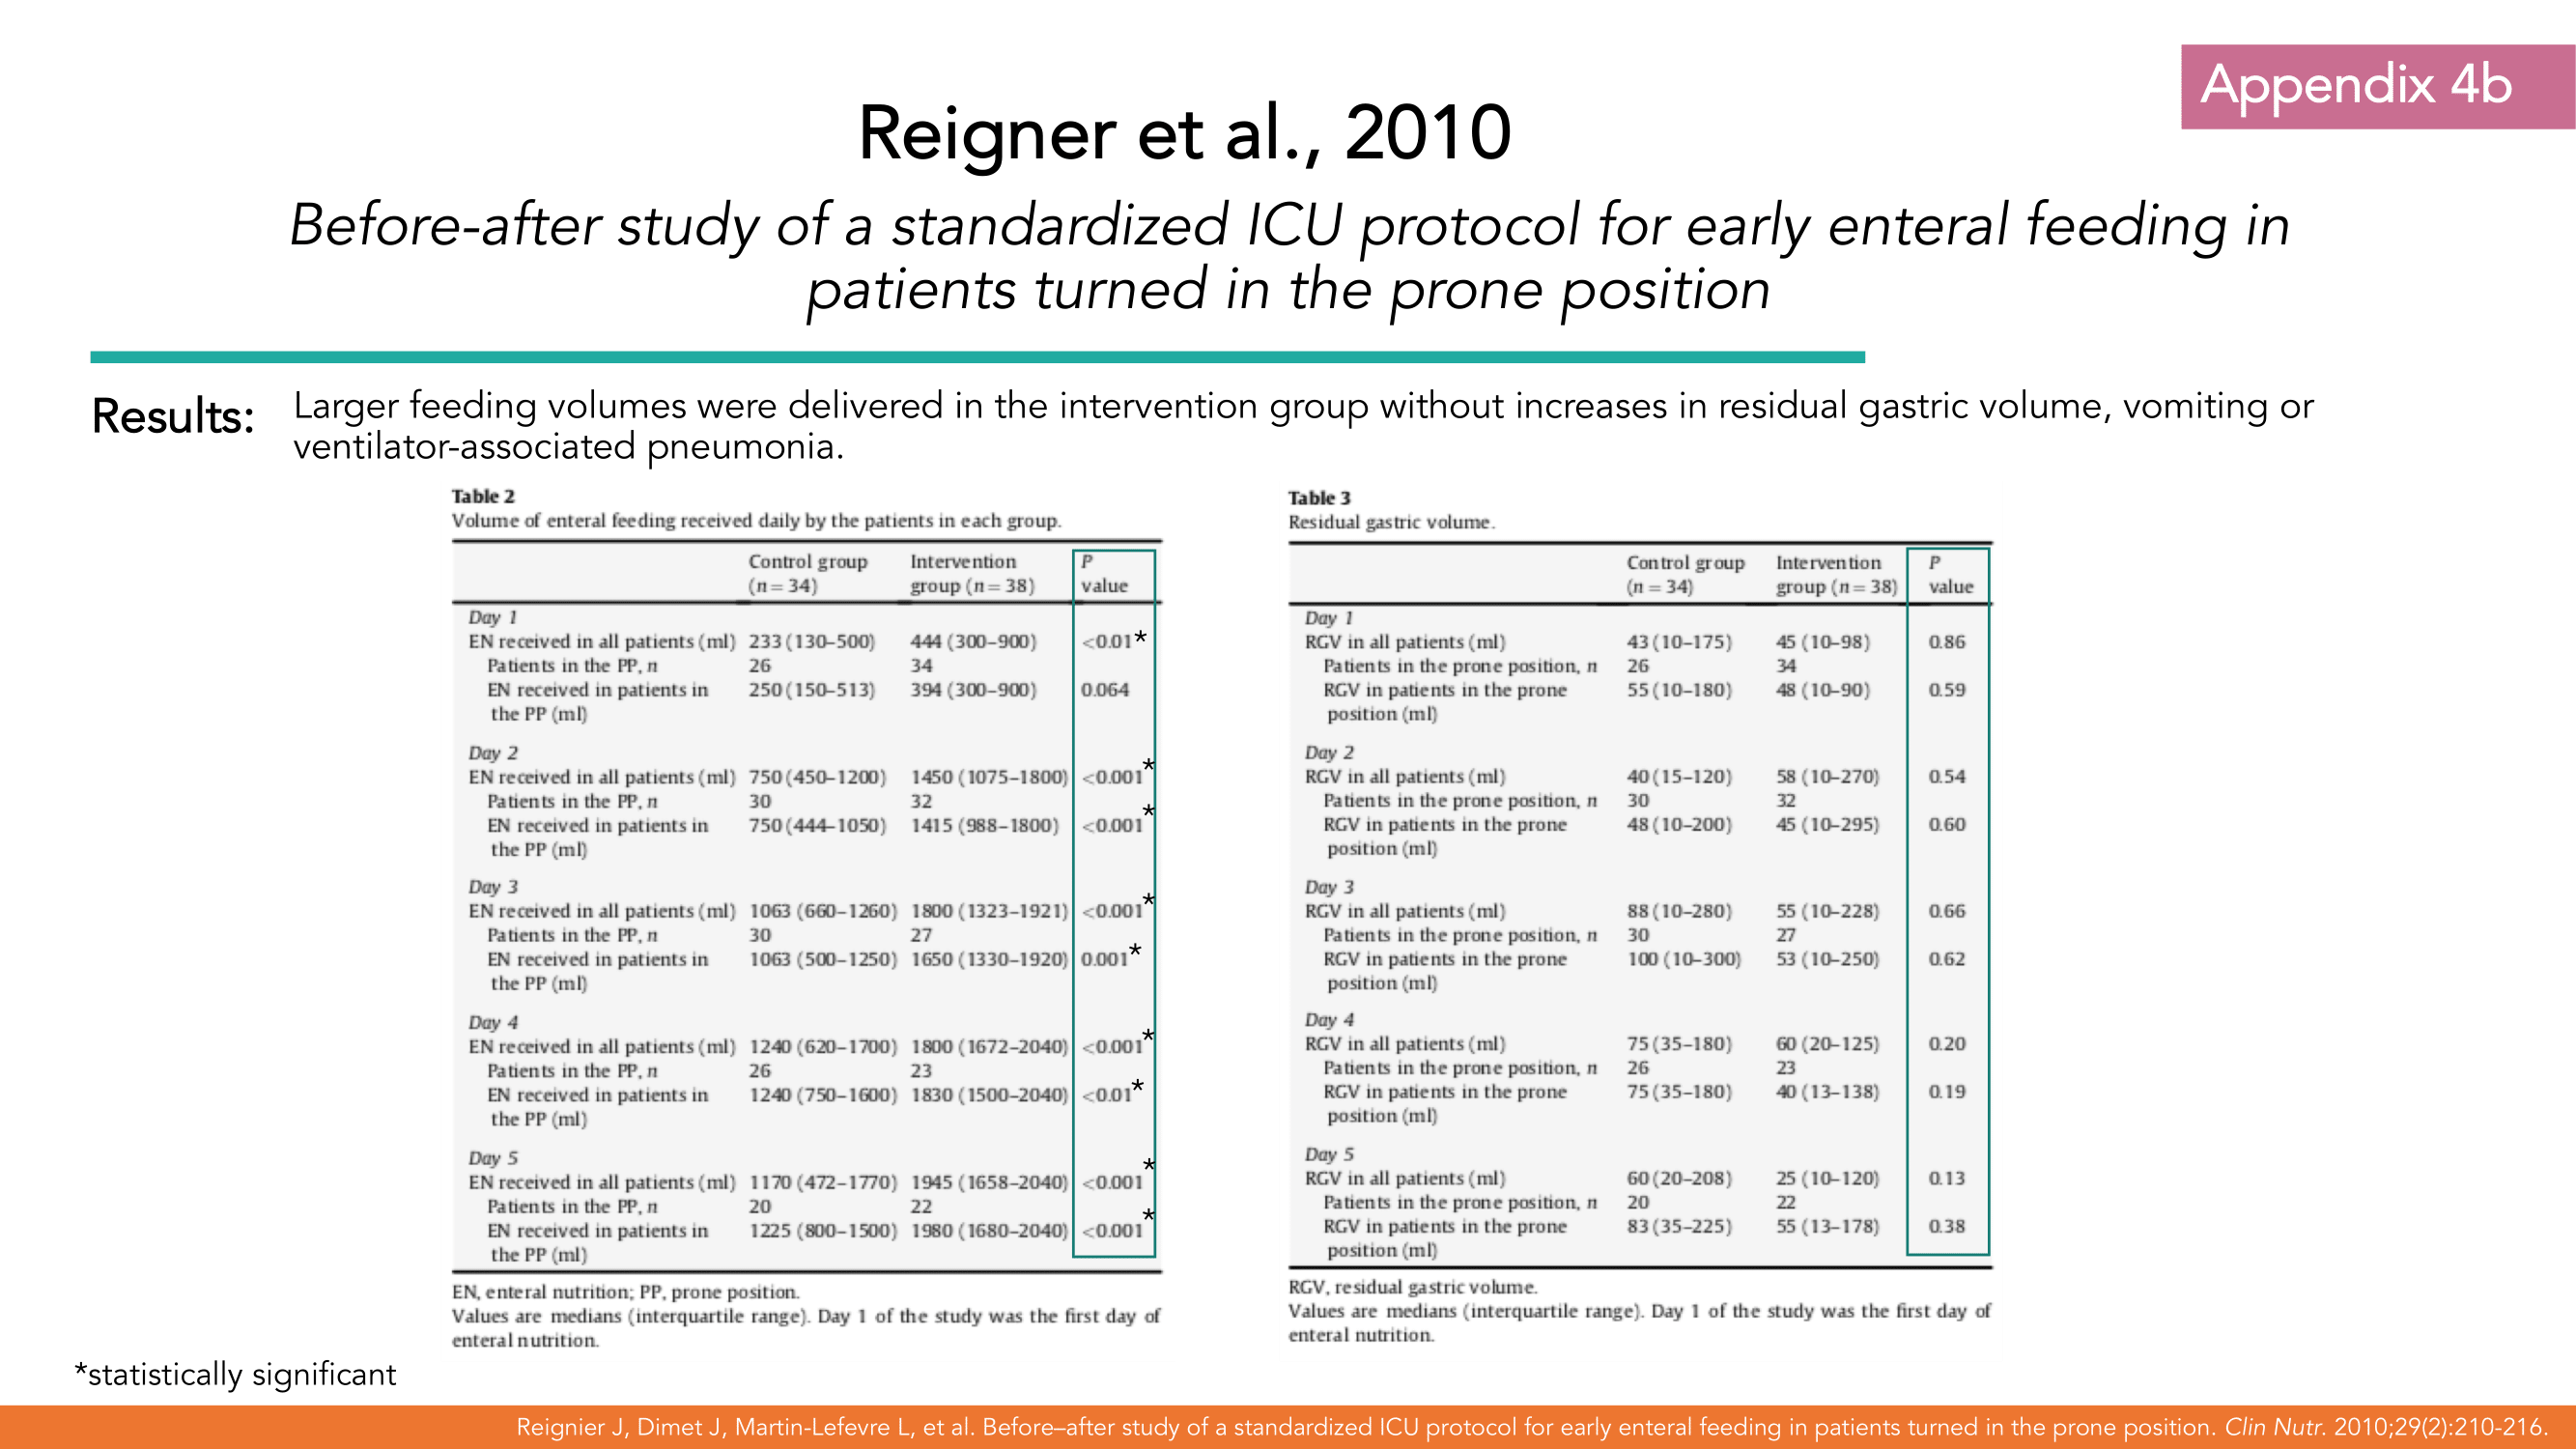 Appendix 4b
Reigner et al., 2010
Before-after study of a standardized ICU protocol for early enteral feeding in
patients turned in the prone position
Results: Larger feeding volumes were delivered in the intervention group without increases in residual gastric volume, vomiting or
ventilator-associated pneumonia.
Table 2
Volume of enteral feeding received daily by the patients in each group.
Control group Intervention P
(n = 34) group (n = 38) value
Day 1
EN received in all patients (ml) 233 (130–500) 444 (300–900) <0.01*
Patients in the PP, n 26 34
EN received in patients in 250 (150–513) 394 (300–900) 0.064
the PP (ml)
Day 2
EN received in all patients (ml) 750 (450–1200) 1450 (1075–1800) <0.001*
Patients in the PP, n 30 32
EN received in patients in 750 (444–1050) 1415 (988–1800) <0.001*
the PP (ml)
Day 3
EN received in all patients (ml) 1063 (660–1260) 1800 (1323–1921) <0.001*
Patients in the PP, n 30 27
EN received in patients in 1063 (500–1250) 1650 (1330–1920) 0.001*
the PP (ml)
Day 4
EN received in all patients (ml) 1240 (620–1700) 1800 (1672–2040) <0.001*
Patients in the PP, n 26 23
EN received in patients in 1240 (750–1600) 1830 (1500–2040) <0.01*
the PP (ml)
Day 5
EN received in all patients (ml) 1170 (472–1770) 1945 (1658–2040) <0.001*
Patients in the PP, n 20 22
EN received in patients in 1225 (800–1500) 1980 (1680–2040) <0.001*
the PP (ml)
EN, enteral nutrition; PP, prone position.
Values are medians (interquartile range). Day 1 of the study was the first day of
enteral nutrition.
Table 3
Residual gastric volume.
Control group Intervention P
(n = 34) group (n = 38) value
Day 1
RGV in all patients (ml) 43 (10–175) 45 (10–98) 0.86
Patients in the prone position, n 26 34
RGV in patients in the prone 55 (10–180) 48 (10–90) 0.59
position (ml)
Day 2
RGV in all patients (ml) 40 (15–120) 58 (10–270) 0.54
Patients in the prone position, n 30 32
RGV in patients in the prone 48 (10–200) 45 (10–295) 0.60
position (ml)
Day 3
RGV in all patients (ml) 88 (10–280) 55 (10–228) 0.66
Patients in the prone position, n 30 27
RGV in patients in the prone 100 (10–300) 53 (10–250) 0.62
position (ml)
Day 4
RGV in all patients (ml) 75 (35–180) 60 (20–125) 0.20
Patients in the prone position, n 26 23
RGV in patients in the prone 75 (35–180) 40 (13–138) 0.19
position (ml)
Day 5
RGV in all patients (ml) 60 (20–208) 25 (10–120) 0.13
Patients in the prone position, n 20 22
RGV in patients in the prone 83 (35–225) 55 (13–178) 0.38
position (ml)
RGV, residual gastric volume.
Values are medians (interquartile range). Day 1 of the study was the first day of
enteral nutrition.
*statistically significant
Reignier J, Dimet J, Martin-Lefevre L, et al. Before–after study of a standardized ICU protocol for early enteral feeding in patients turned in the prone position. Clin Nutr. 2010;29(2):210-216.